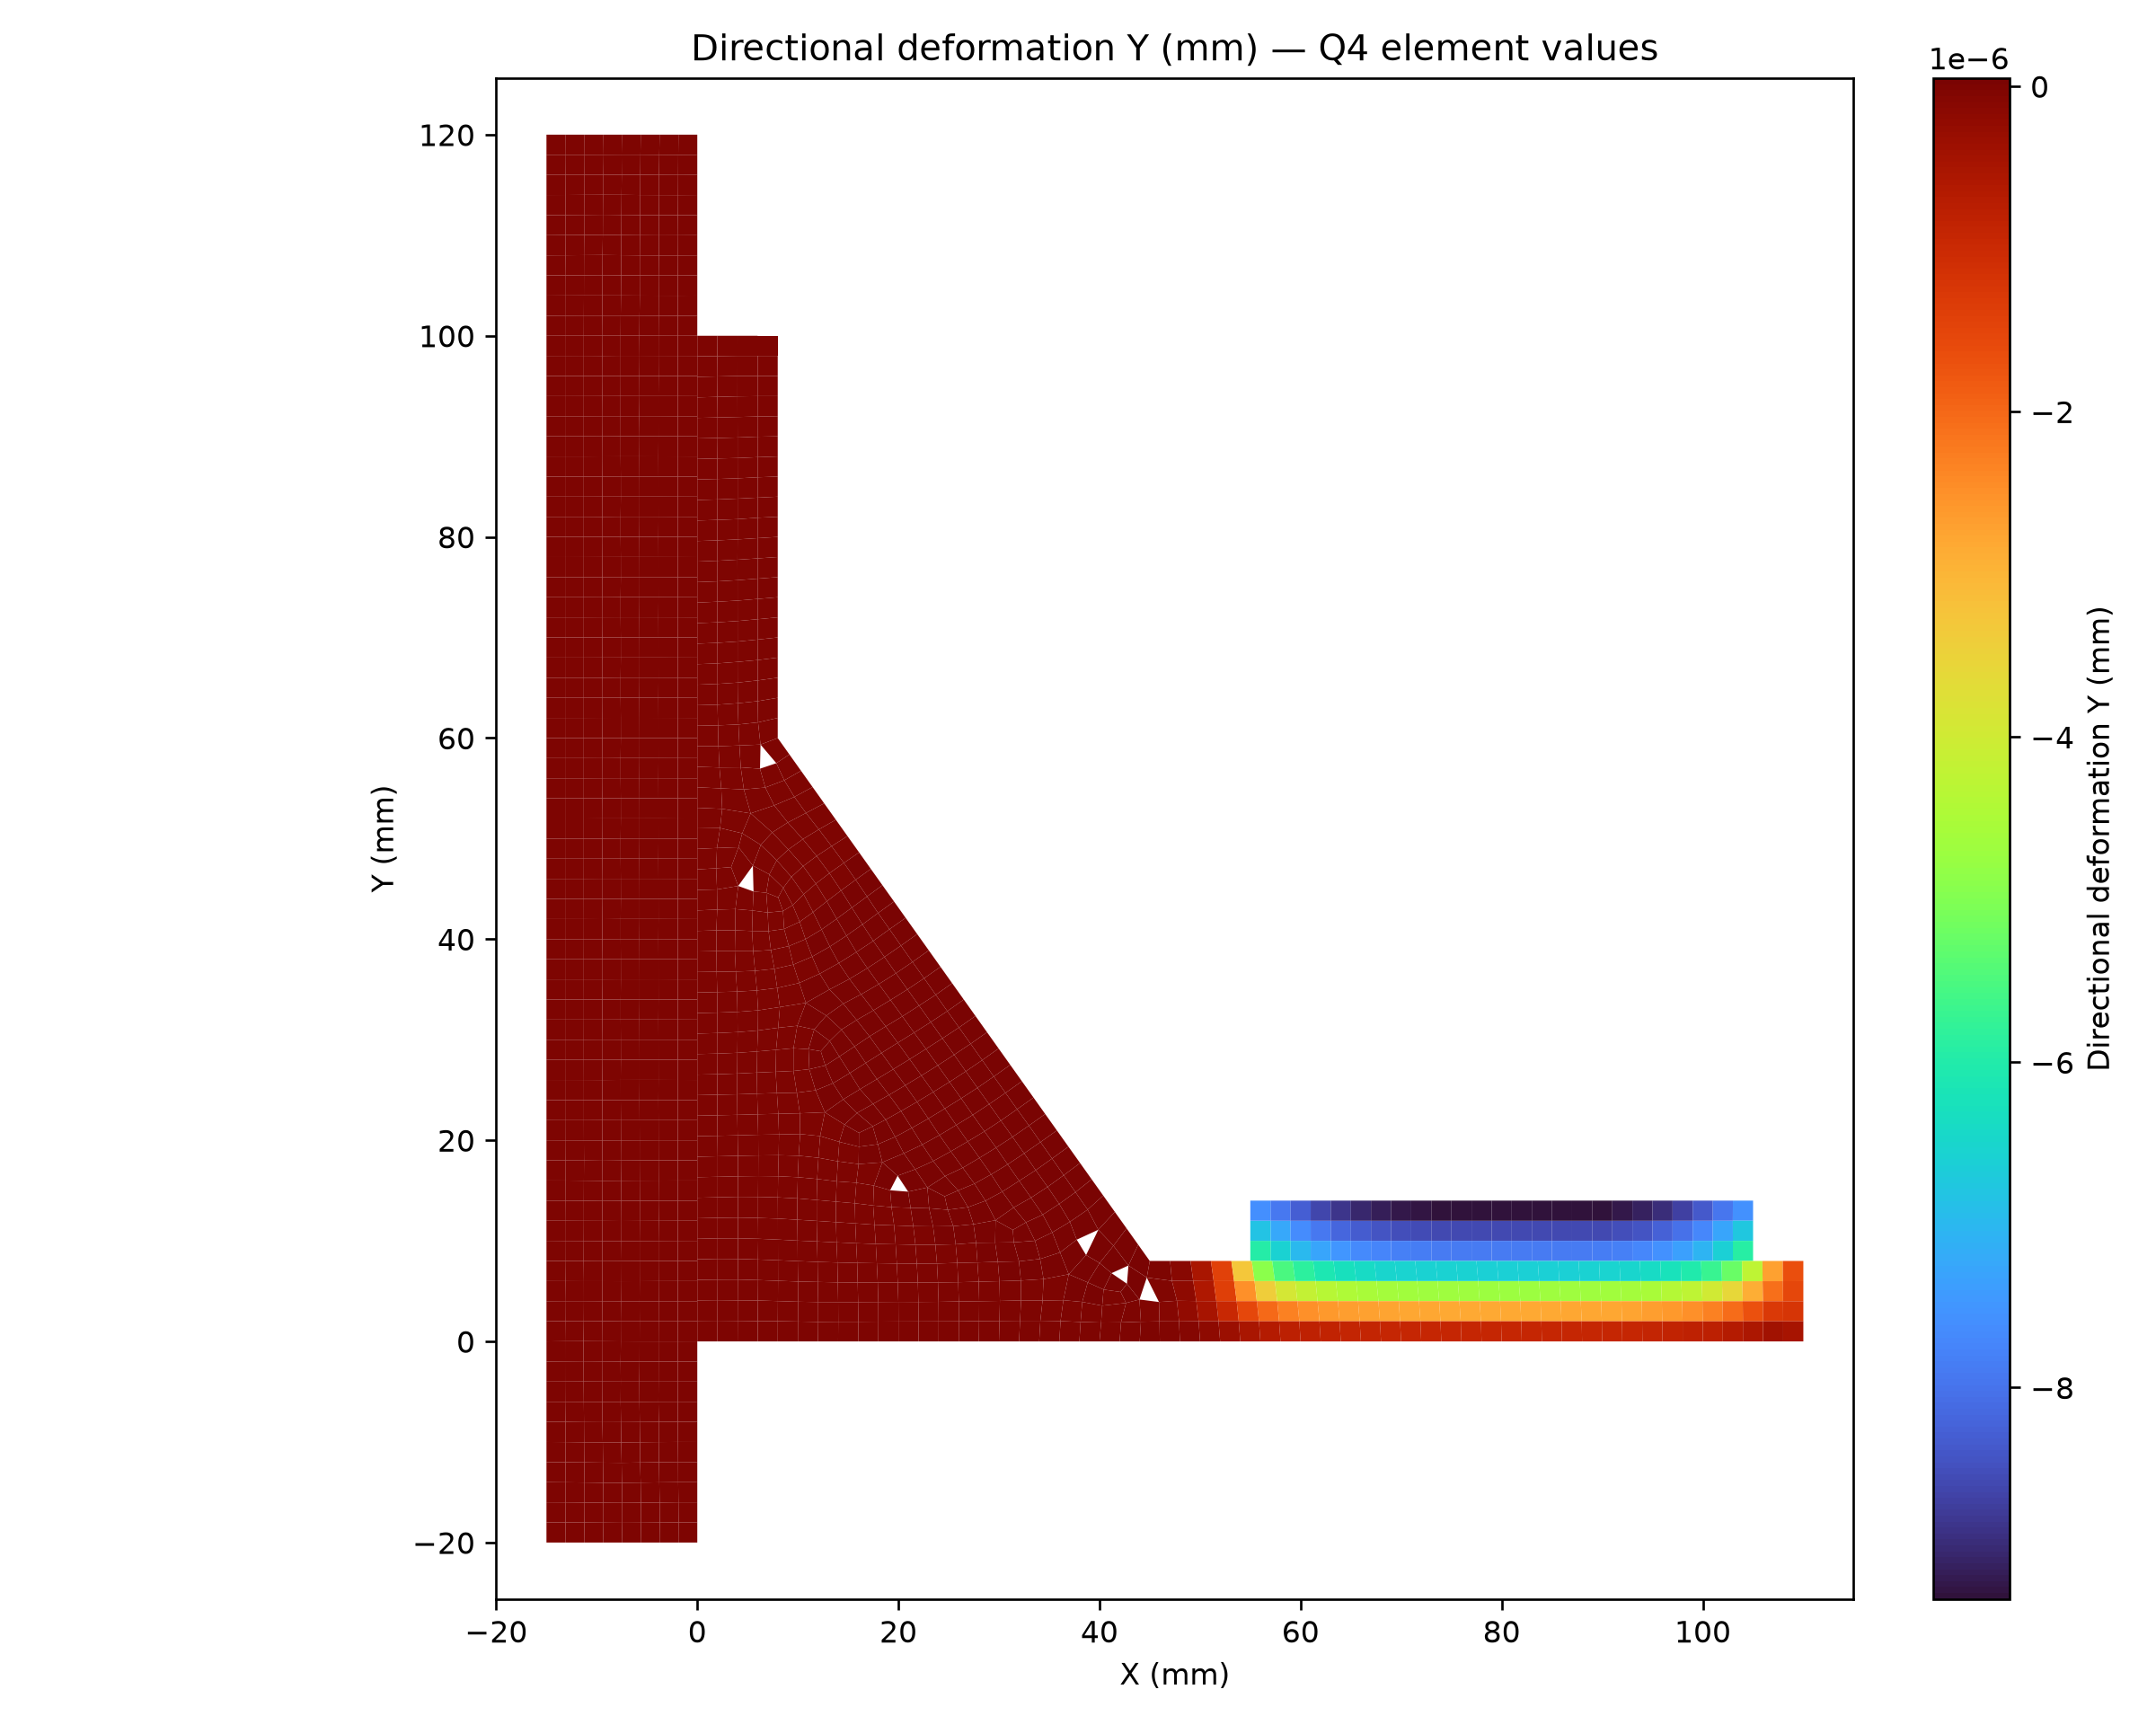 Directional deformation Y (mm) — Q4 element values
1e−6
0
−2
−4
−6
−8
Directional deformation Y (mm)
120
100
80
60
40
20
0
−20
Y (mm)
−20 0 20 40 60 80 100
X (mm)